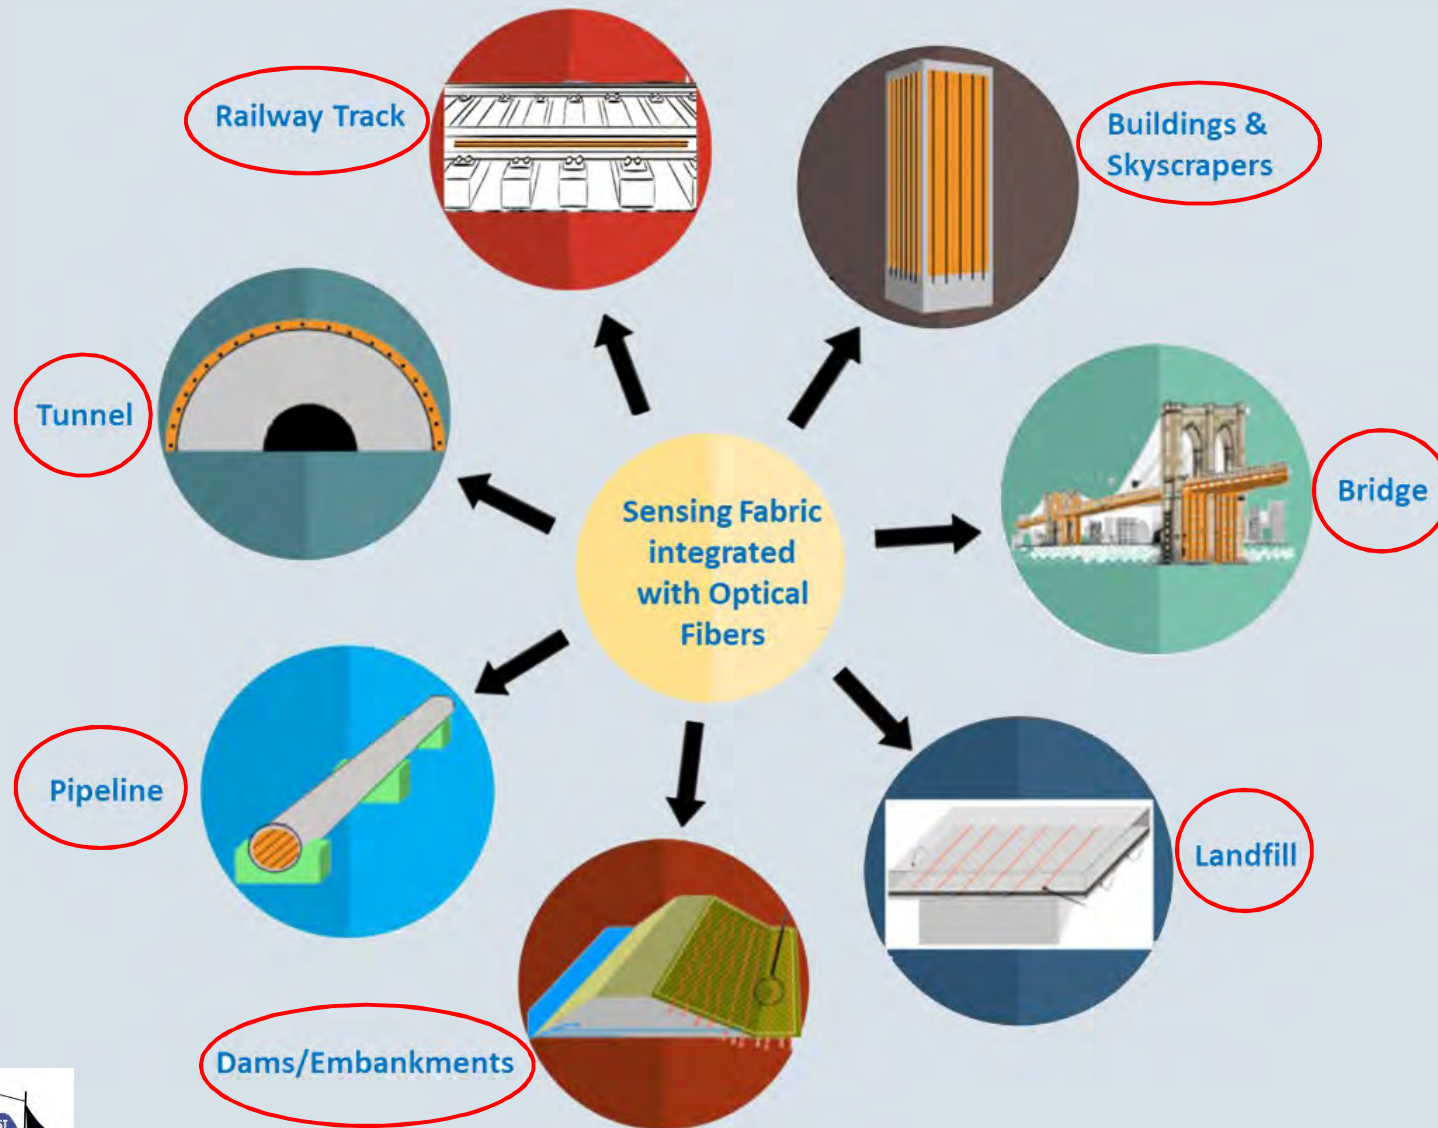 Railway Track
Buildings &
Skyscrapers
Tunnel
Sensing Fabric
integrated
with Optical
Fibers
Bridge
Pipeline
Landfill
Dams/Embankments